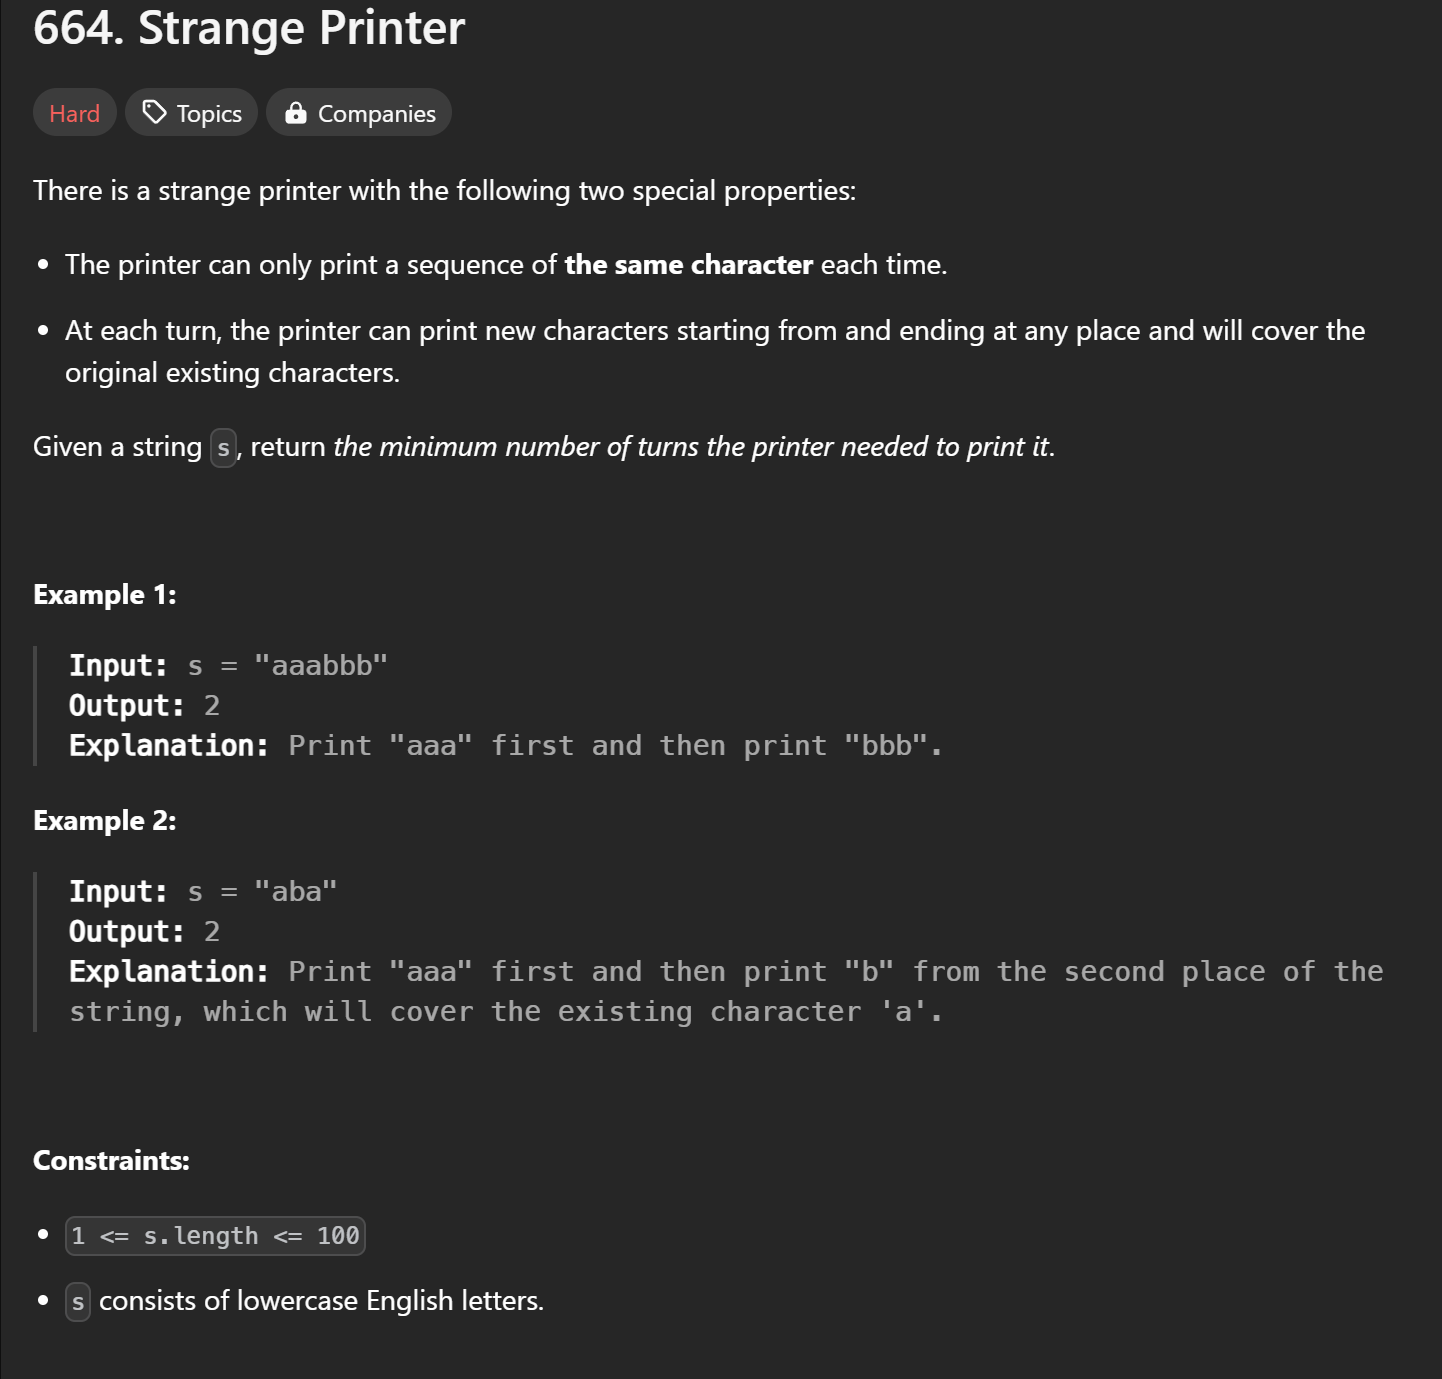 664. Strange Printer
Hard
Topics
Companies
There is a strange printer with the following two special properties:
• The printer can only print a sequence of the same character each time.
• At each turn, the printer can print new characters starting from and ending at any place and will cover the
original existing characters.
Given a string s, return the minimum number of turns the printer needed to print it.
Example 1:
Input: s = "aaabbb"
Output: 2
Explanation: Print "aaa" first and then print "bbb".
Example 2:
Input: s = "aba"
Output: 2
Explanation: Print "aaa" first and then print "b" from the second place of the
string, which will cover the existing character 'a'.
Constraints:
• 1 <= s.length <= 100
• s consists of lowercase English letters.